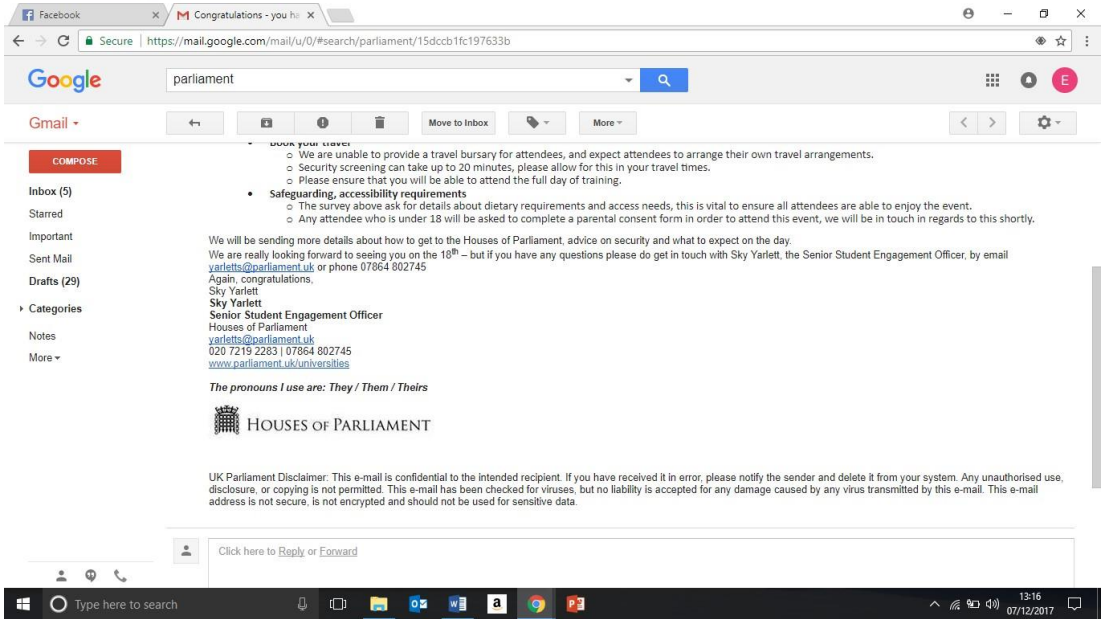 Facebook
Congratulations - you ha
Secure | https://mail.google.com/mail/u/0/#search/parliament/15dccb1fc197633b
Google
parliament
E
Gmail
Move to Inbox
More
COMPOSE
Inbox (5)
Starred
Important
Sent Mail
Drafts (29)
Categories
Notes
More
• Book your travel
o We are unable to provide a travel bursary for attendees, and expect attendees to arrange their own travel arrangements.
o Security screening can take up to 20 minutes, please allow for this in your travel times.
o Please ensure that you will be able to attend the full day of training.
• Safeguarding, accessibility requirements
o The survey above ask for details about dietary requirements and access needs, this is vital to ensure all attendees are able to enjoy the event.
o Any attendee who is under 18 will be asked to complete a parental consent form in order to attend this event, we will be in touch in regards to this shortly.
We will be sending more details about how to get to the Houses of Parliament, advice on security and what to expect on the day.
We are really looking forward to seeing you on the 18th – but if you have any questions please do get in touch with Sky Yarlett, the Senior Student Engagement Officer, by email
yarletts@parliament.uk or phone 07864 802745
Again, congratulations,
Sky Yarlett
Sky Yarlett
Senior Student Engagement Officer
Houses of Parliament
yarletts@parliament.uk
020 7219 2283 | 07864 802745
www.parliament.uk/universities
The pronouns I use are: They / Them / Theirs
HOUSES OF PARLIAMENT
UK Parliament Disclaimer: This e-mail is confidential to the intended recipient. If you have received it in error, please notify the sender and delete it from your system. Any unauthorised use,
disclosure, or copying is not permitted. This e-mail has been checked for viruses, but no liability is accepted for any damage caused by any virus transmitted by this e-mail. This e-mail
address is not secure, is not encrypted and should not be used for sensitive data.
Click here to Reply or Forward
Type here to search
13:16
07/12/2017